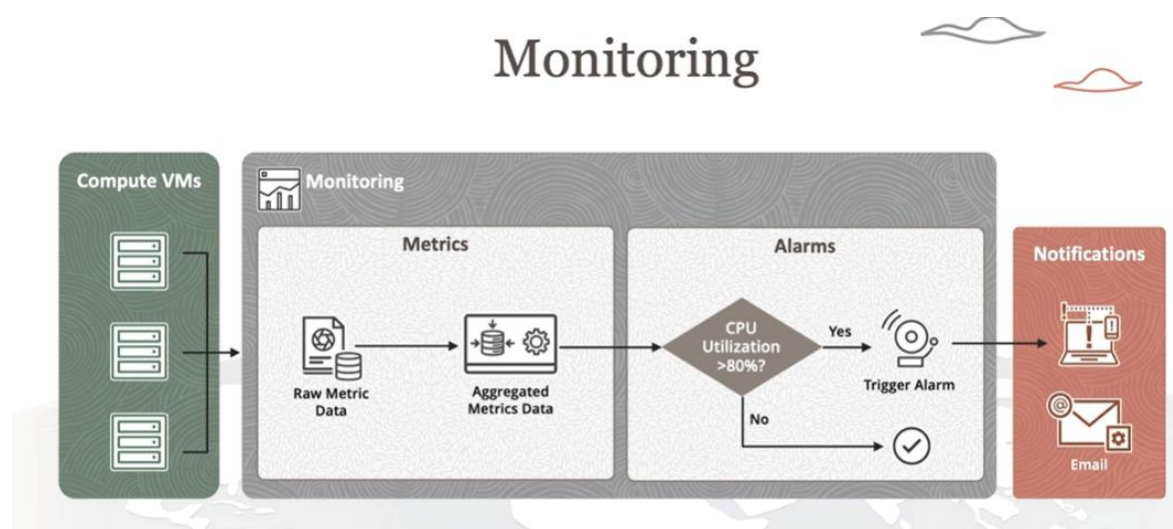 Monitoring
Compute VMs
Monitoring
Metrics
Raw Metric
Data
Aggregated
Metrics Data
Alarms
CPU
Utilization
>80%?
Yes
No
Trigger Alarm
Notifications
@
Email